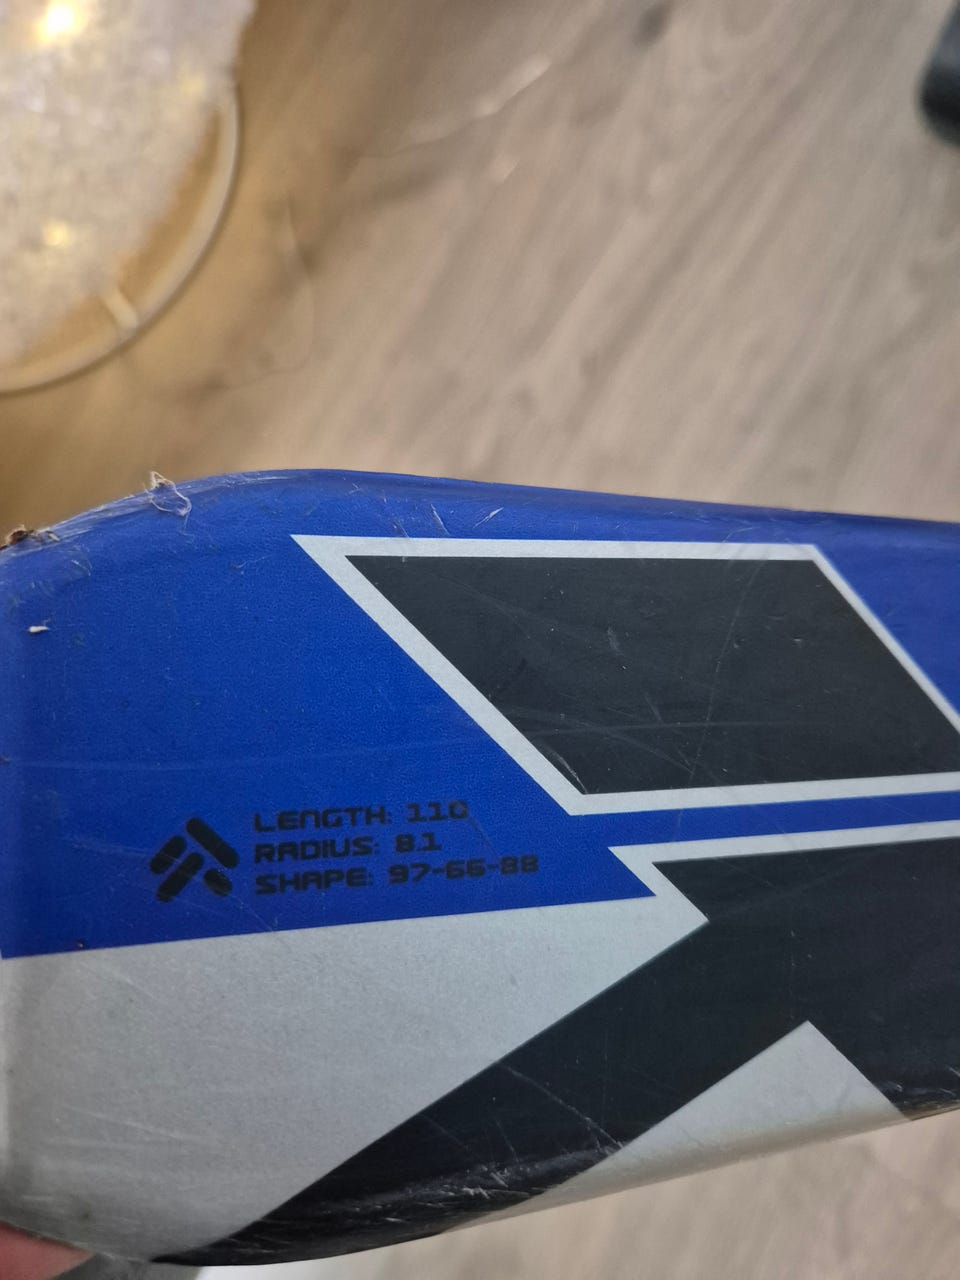 LENGTH: 110
RADIUS: 8.1
SHAPE: 97-66-88